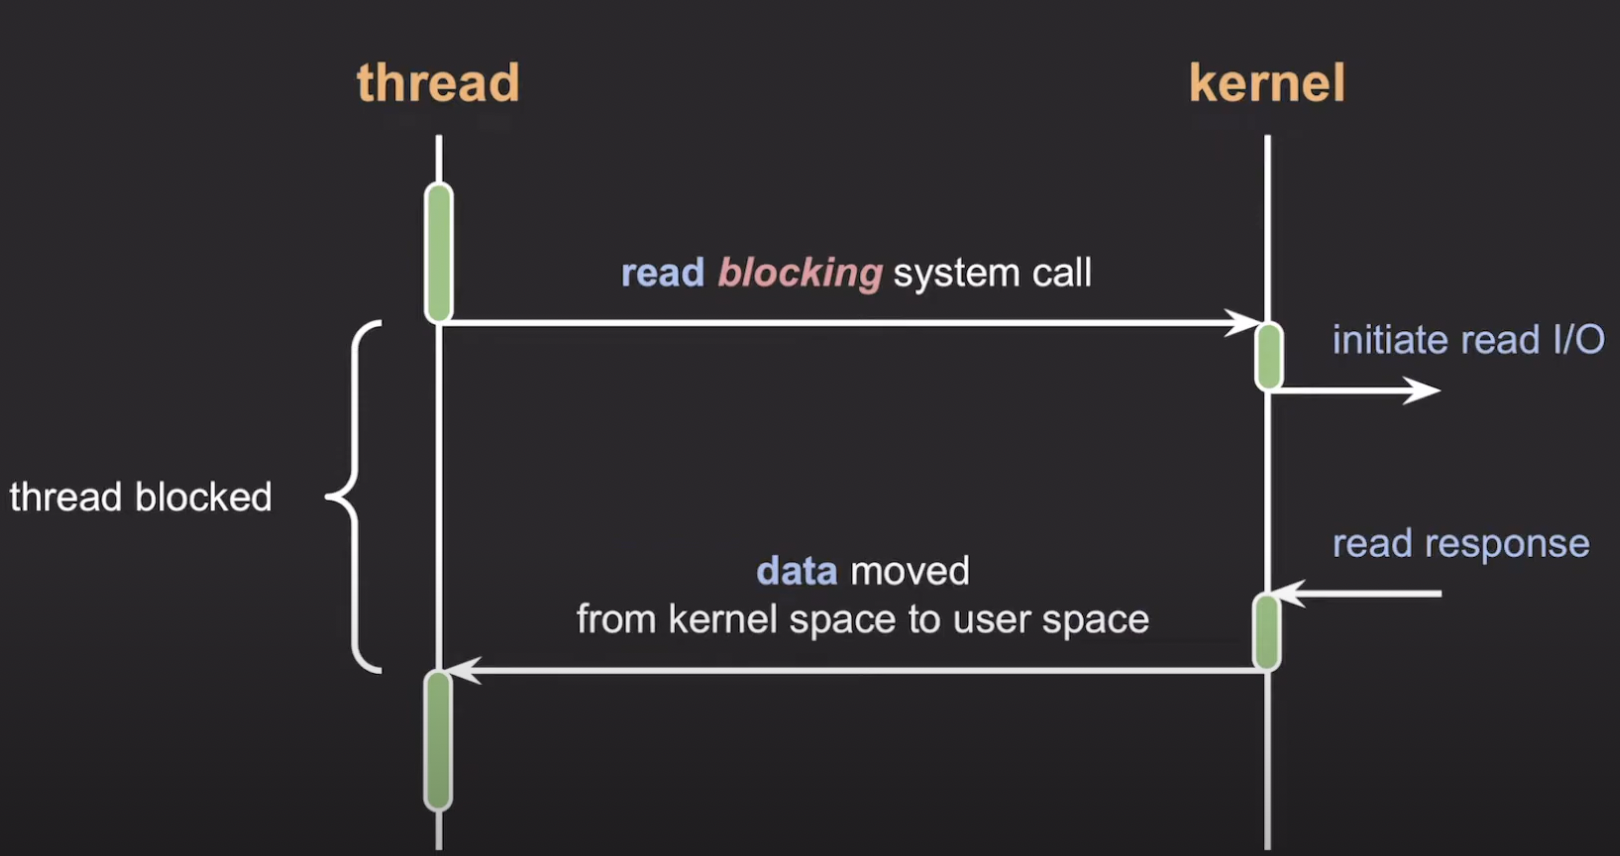 thread
kernel
read blocking system call
initiate read I/O
thread blocked
read response
data moved
from kernel space to user space